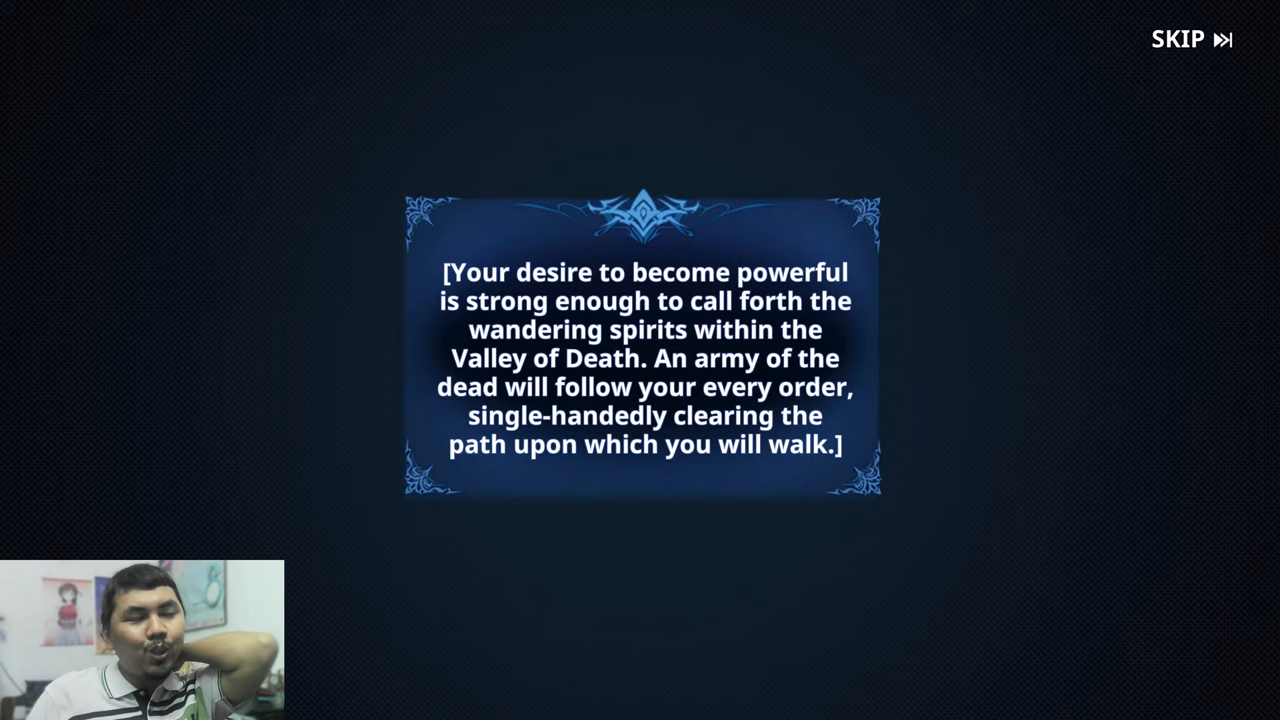 SKIP
[Your desire to become powerful
is strong enough to call forth the
wandering spirits within the
Valley of Death. An army of the
dead will follow your every order,
single-handedly clearing the
path upon which you will walk.]